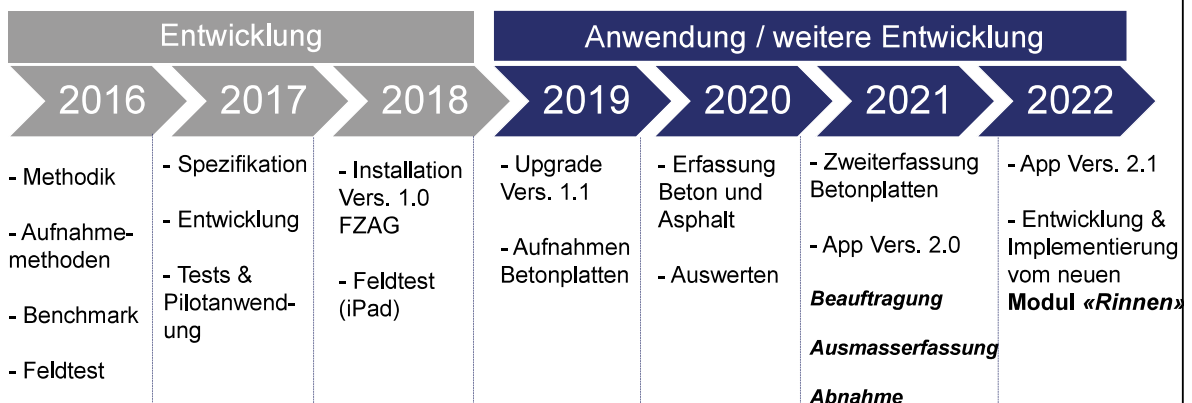 Entwicklung
Anwendung / weitere Entwicklung
2016
2017
2018
2019
2020
2021
2022
- Methodik
- Aufnahme-
methoden
- Benchmark
- Feldtest
- Spezifikation
- Entwicklung
- Tests &
Pilotanwend-
ung
- Installation
Vers. 1.0
FZAG
- Feldtest
(iPad)
- Upgrade
Vers. 1.1
- Aufnahmen
Betonplatten
- Erfassung
Beton und
Asphalt
- Auswerten
- Zweiterfassung
Betonplatten
- App Vers. 2.0
Beauftragung
Ausmasserfassung
Abnahme
- App Vers. 2.1
- Entwicklung &
Implementierung
vom neuen
Modul «Rinnen»